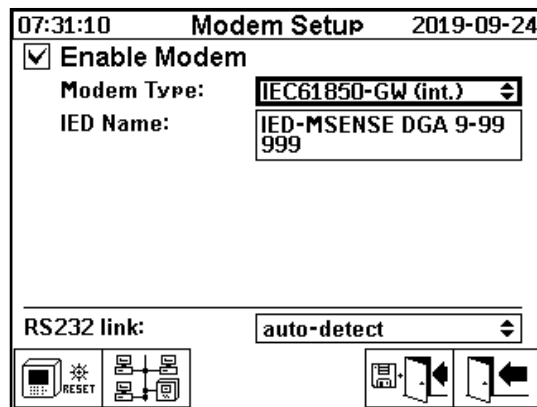 07:31:10 Modem Setup 2019-09-24
Enable Modem
Modem Type: IEC61850-GW (int.)
IED Name: IED-MSENSE DGA 9-99
999
RS232 link: auto-detect
RESET